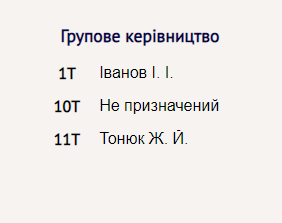 Групове керівництво
1Т Іванов І. І.
10Т Не призначений
11Т Тонюк Ж. Й.